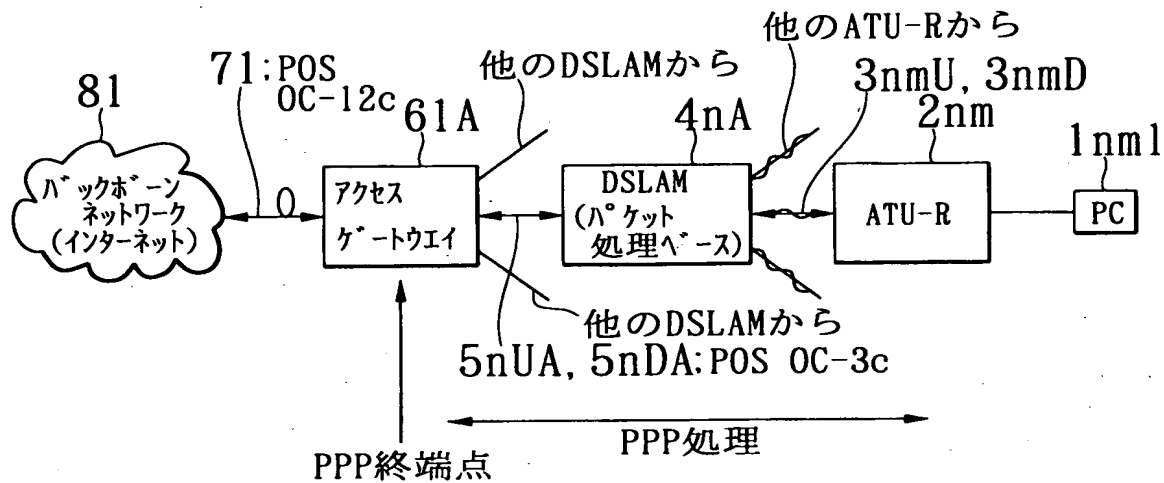 他のATU-Rから
71:POS
OC-12c
他のDSLAMから
3nmU, 3nmD
81
61A
4nA
2nm
1nm1
バックボーン
ネットワーク
(インターネット)
アクセス
ゲートウエイ
DSLAM
(パケット
処理ベース)
ATU-R
PC
他のDSLAMから
5nUA, 5nDA:POS OC-3c
PPP処理
PPP終端点